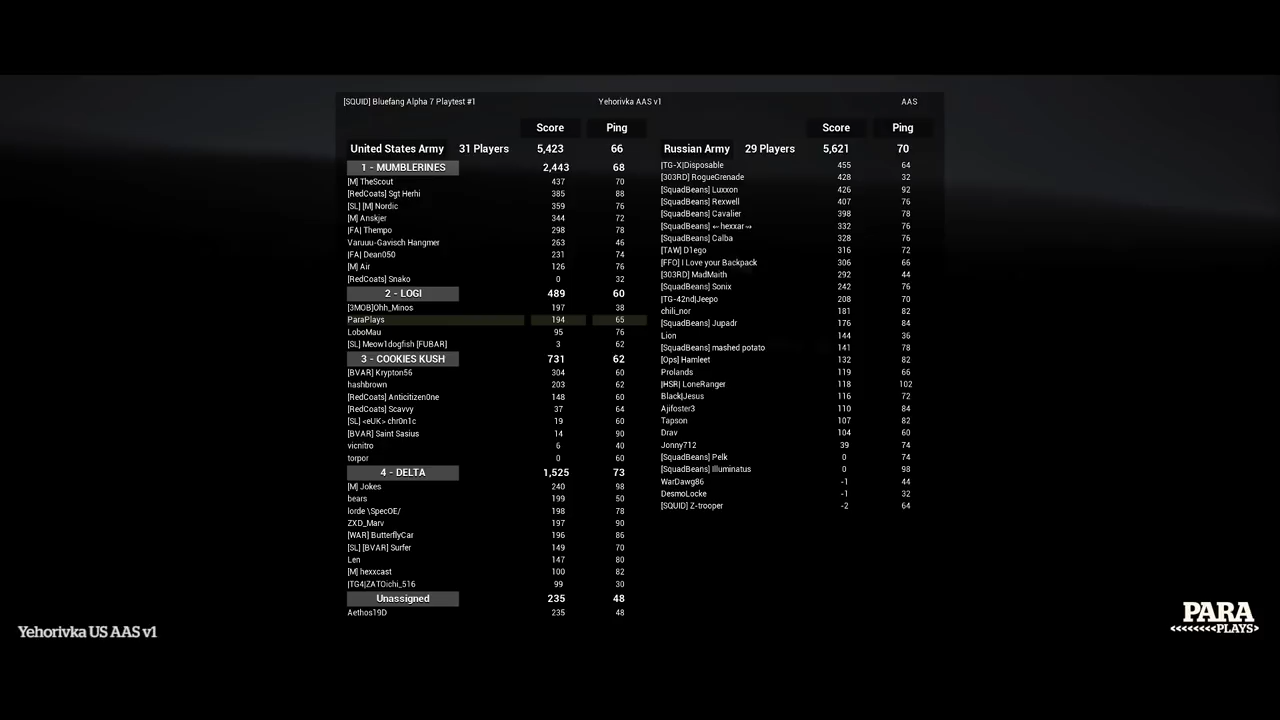 [SQUID] Bluefang Alpha 7 Playtest #1 Yehorivka AAS v1 AAS
Score Ping Score Ping
United States Army 31 Players 5,423 66
1 - MUMBLERINES 2,443 68
[M] TheScout 437 70
[RedCoats] Sgt Herhi 385 88
[SL] [M] Nordic 359 76
[M] Anskjer 344 72
|FA| Thempo 298 78
Varuuu-Gavisch Hangmer 263 46
|FA| Dean050 231 74
[M] Air 126 76
[RedCoats] Snako 0 32
2 - LOGI 489 60
[3MOB]Ohh_Minos 197 38
ParaPlays 194 65
LoboMau 95 76
[SL] Meow1dogfish [FUBAR] 3 62
3 - COOKIES KUSH 731 62
[BVAR] Krypton56 304 60
hashbrown 203 62
[RedCoats] Anticitizen0ne 148 60
[RedCoats] Scavvy 37 64
[SL] <eUK> chr0n1c 19 60
[BVAR] Saint Sasius 14 90
vicnitro 6 40
torpor 0 60
4 - DELTA 1,525 73
[M] Jokes 240 98
bears 199 50
lorde \SpecOE/ 198 78
ZXD_Marv 197 90
[WAR] ButterflyCar 196 86
[SL] [BVAR] Surfer 149 70
Len 147 80
[M] hexxcast 100 82
|TG4|ZATOichi_516 99 30
Unassigned 235 48
Aethos19D 235 48
Russian Army 29 Players 5,621 70
|TG-X|Disposable 455 64
[303RD] RogueGrenade 428 32
[SquadBeans] Luxxon 426 92
[SquadBeans] Rexwell 407 76
[SquadBeans] Cavalier 398 78
[SquadBeans] ⇜ hexxar ⇝ 332 76
[SquadBeans] Calba 328 76
[TAW] D1ego 316 72
[FFO] I Love your Backpack 306 66
[303RD] MadMaith 292 44
[SquadBeans] Sonix 242 76
|TG-42nd|Jeepo 208 70
chili_nor 181 82
[SquadBeans] Jupadr 176 84
Lion 144 36
[SquadBeans] mashed potato 141 78
[Ops] Hamleet 132 82
Prolands 119 66
|HSR| LoneRanger 118 102
Black|Jesus 116 72
Ajifoster3 110 84
Tapson 107 82
Drav 104 60
Jonny712 39 74
[SquadBeans] Pelk 0 74
[SquadBeans] Illuminatus 0 98
WarDawg86 -1 44
DesmoLocke -1 32
[SQUID] Z-trooper -2 64
Yehorivka US AAS v1
PARA
<<<<<<<PLAYS>